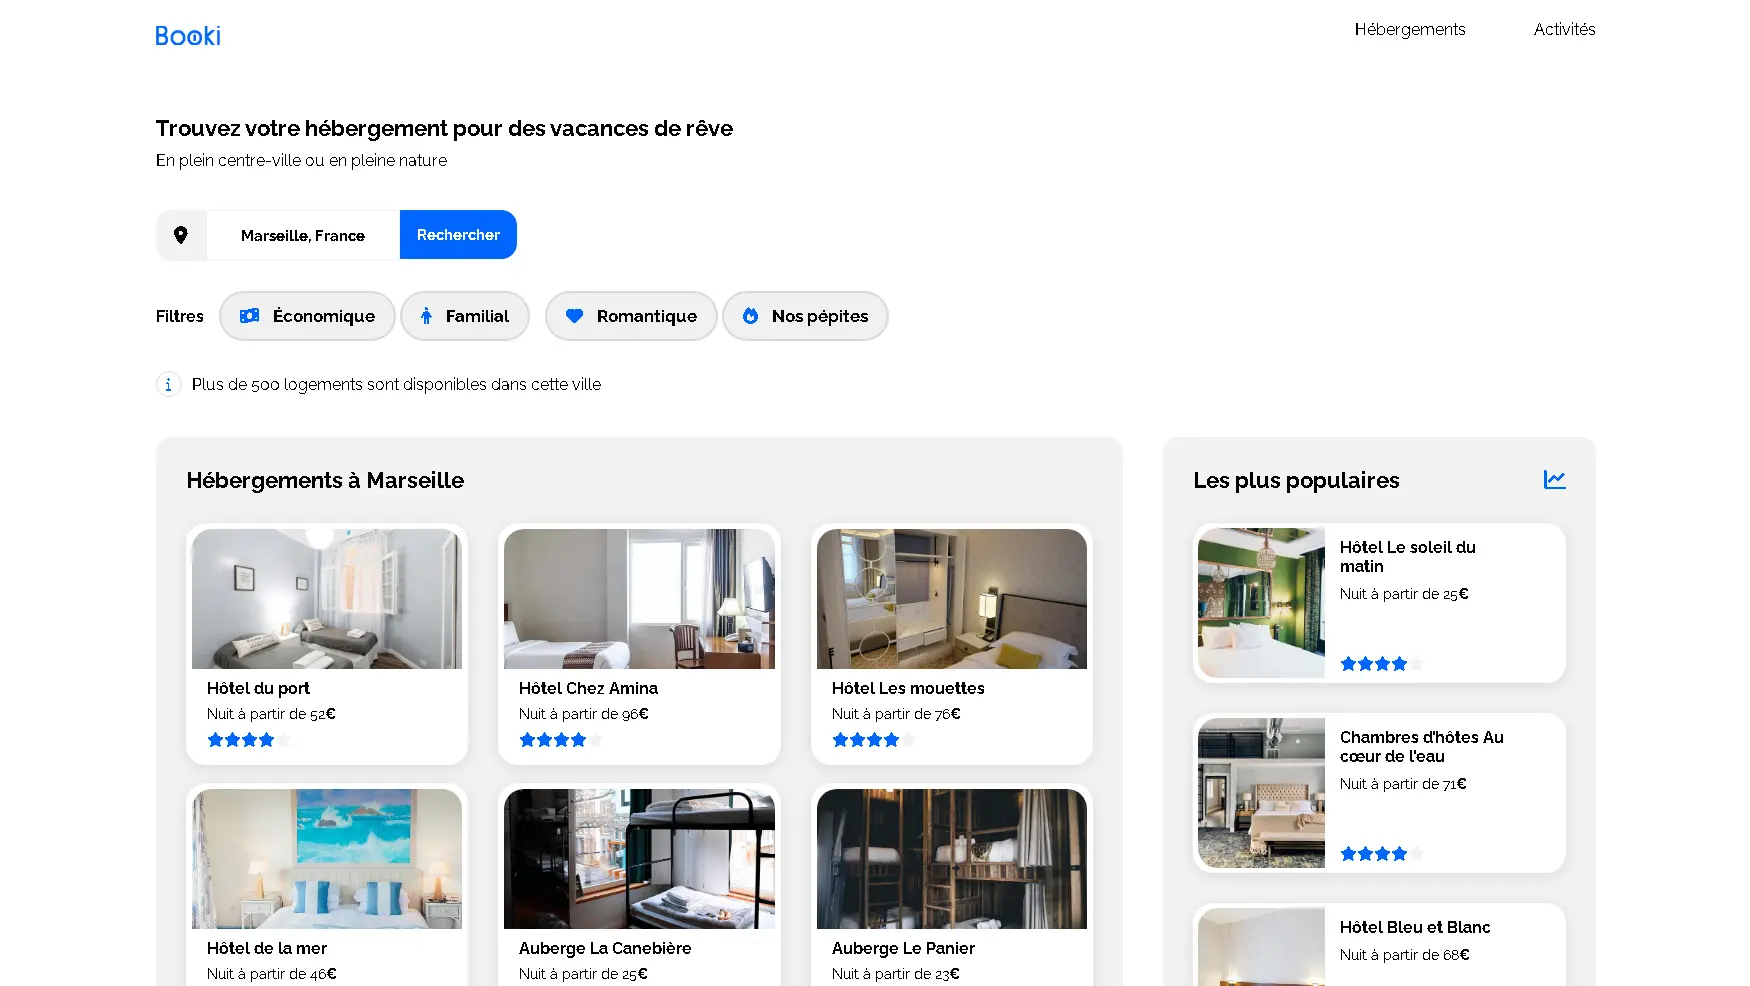 Booki
Hébergements
Activités
Trouvez votre hébergement pour des vacances de rêve
En plein centre-ville ou en pleine nature
Marseille, France
Rechercher
Filtres
Économique
Familial
Romantique
Nos pépites
Plus de 500 logements sont disponibles dans cette ville
Hébergements à Marseille
Hôtel du port
Nuit à partir de 52€
Hôtel Chez Amina
Nuit à partir de 96€
Hôtel Les mouettes
Nuit à partir de 76€
Hôtel de la mer
Nuit à partir de 46€
Auberge La Canebière
Nuit à partir de 25€
Auberge Le Panier
Nuit à partir de 23€
Les plus populaires
Hôtel Le soleil du
matin
Nuit à partir de 25€
Chambres d'hôtes Au
cœur de l'eau
Nuit à partir de 71€
Hôtel Bleu et Blanc
Nuit à partir de 68€